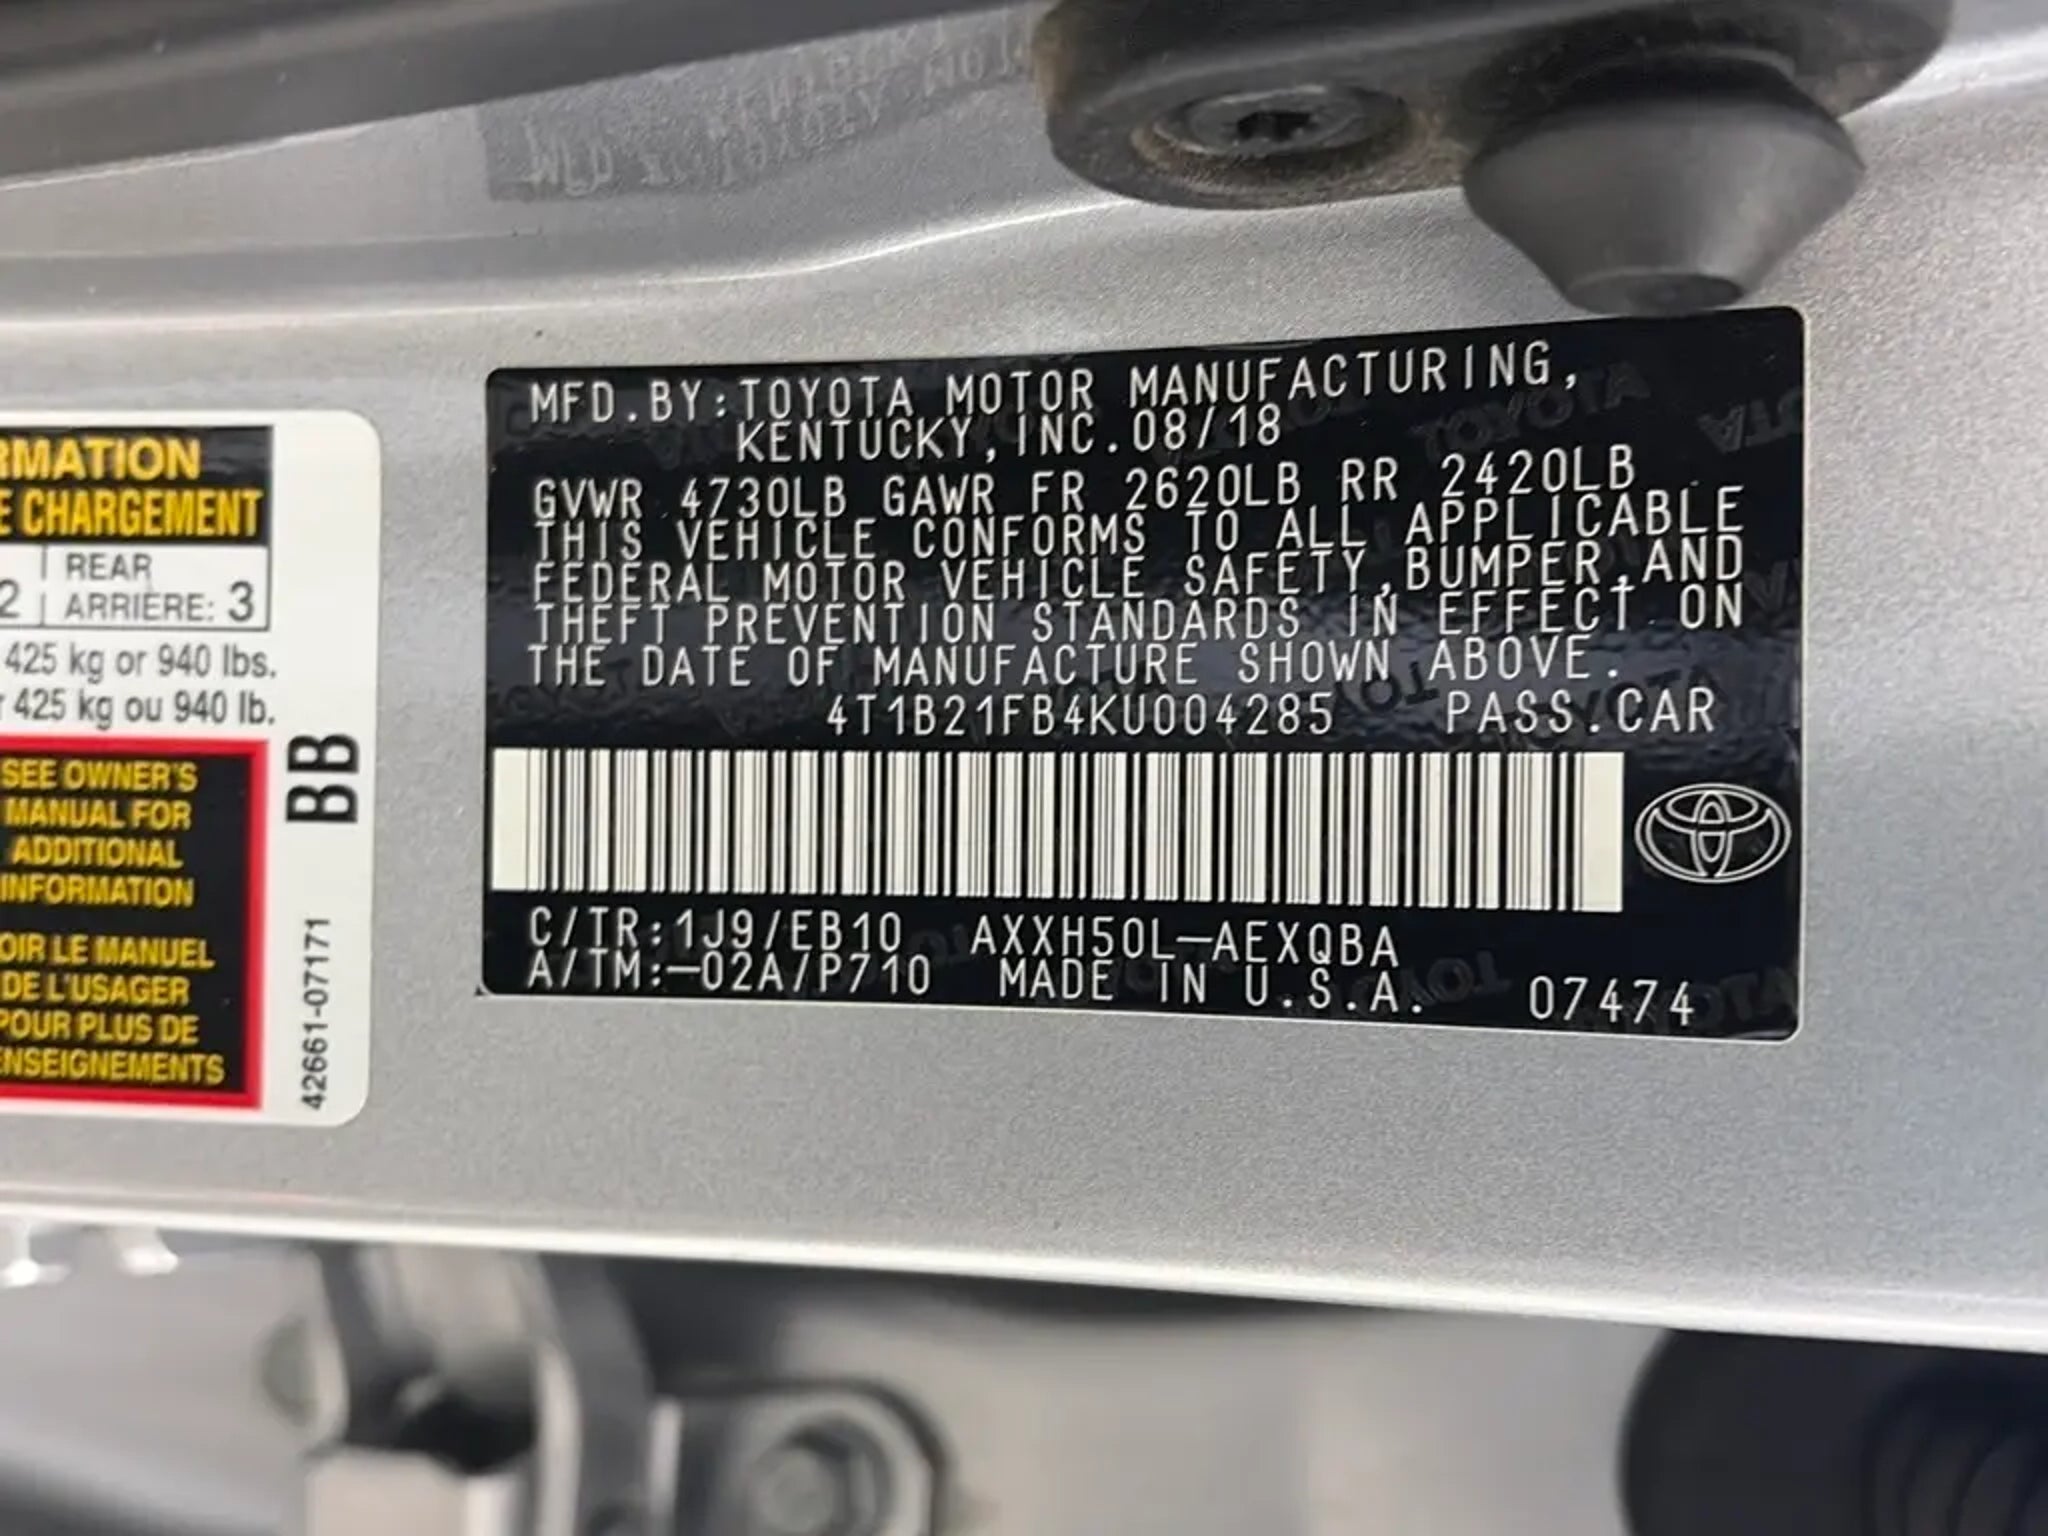 RMATION
E CHARGEMENT
2 REAR
ARRIÈRE: 3
425 kg or 940 lbs.
r 425 kg ou 940 lb.
SEE OWNER'S
MANUAL FOR
ADDITIONAL
INFORMATION
OIR LE MANUEL
DE L'USAGER
POUR PLUS DE
ENSEIGNEMENTS
BB
42661-07171
MFD.BY:TOYOTA MOTOR MANUFACTURING,
KENTUCKY,INC.08/18
GVWR 4730LB GAWR FR 2620LB RR 2420LB
THIS VEHICLE CONFORMS TO ALL APPLICABLE
FEDERAL MOTOR VEHICLE SAFETY,BUMPER,AND
THEFT PREVENTION STANDARDS IN EFFECT ON
THE DATE OF MANUFACTURE SHOWN ABOVE.
4T1B21FB4KU004285 PASS.CAR
C/TR:1J9/EB10 AXXH50L-AEXQBA
A/TM:-02A/P710 MADE IN U.S.A. 07474